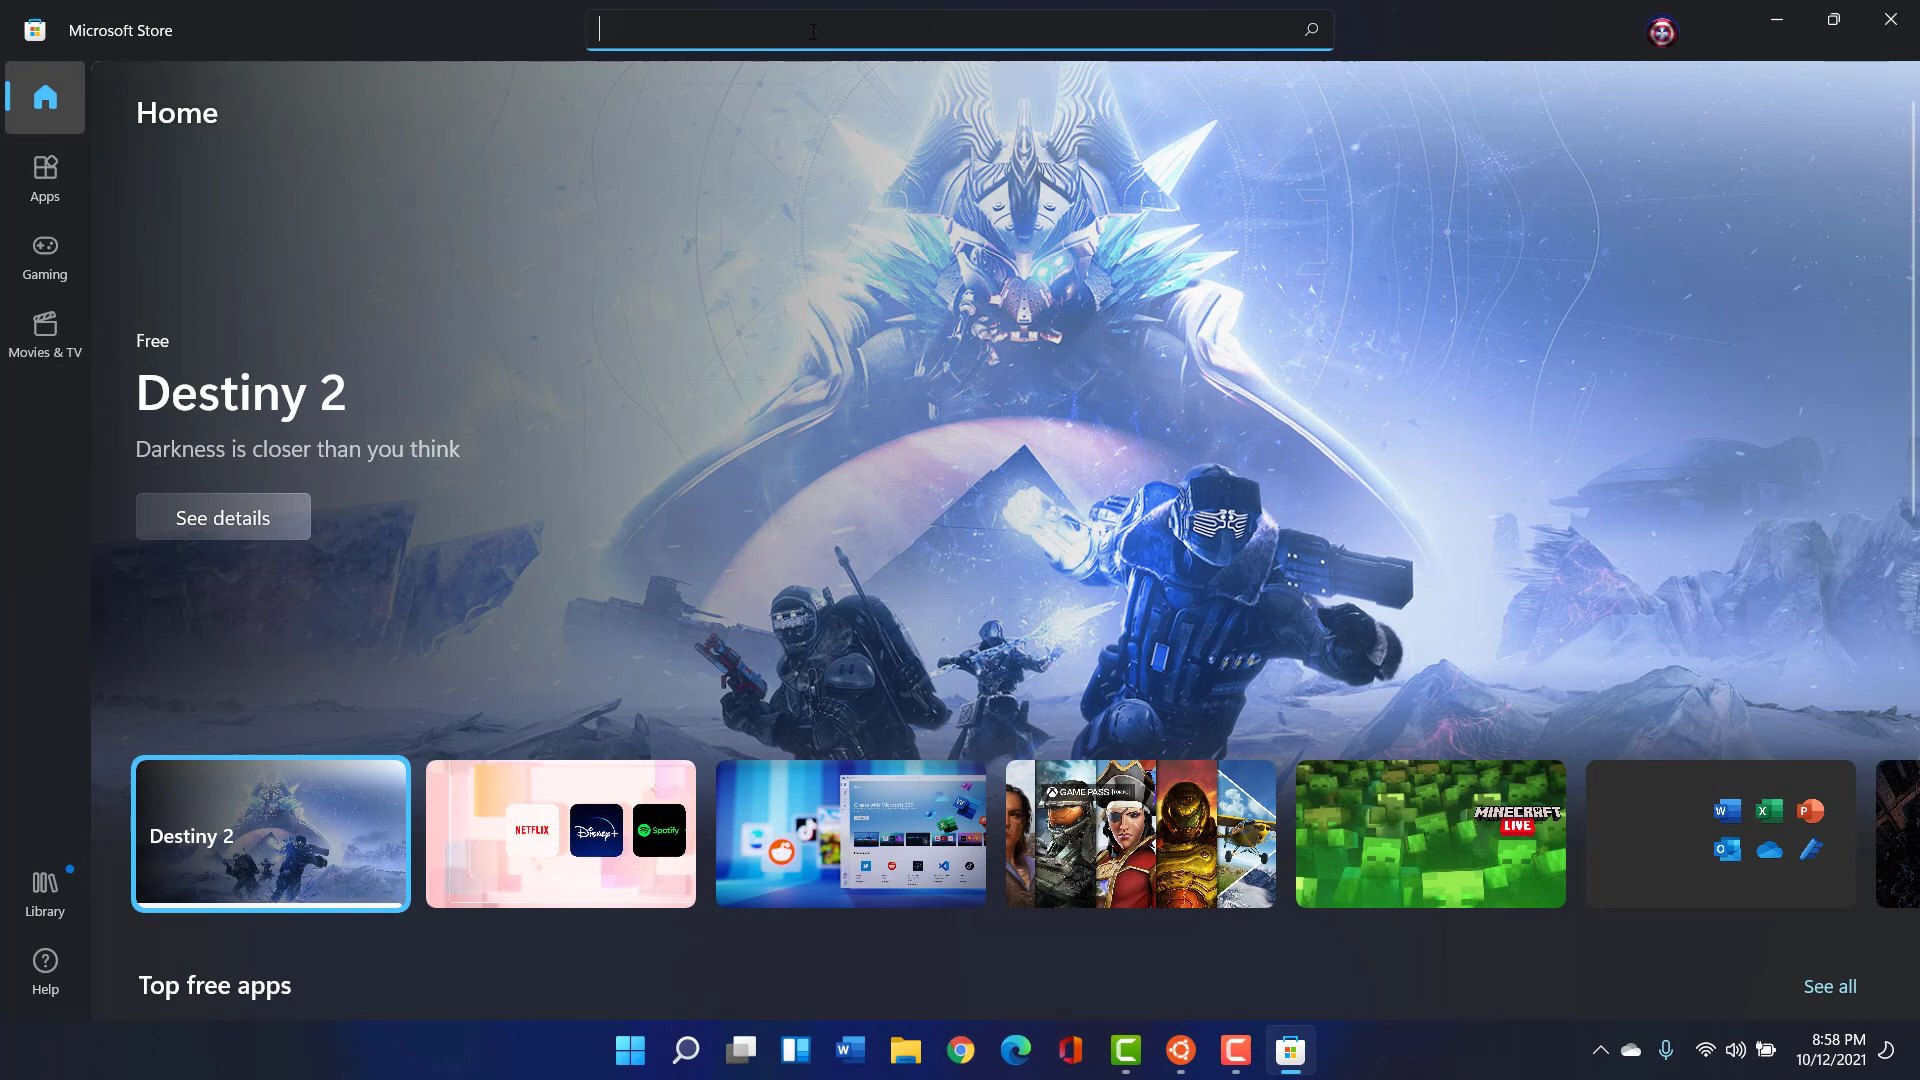 Microsoft Store
Home
Apps
Gaming
Movies & TV
Free
Destiny 2
Darkness is closer than you think
See details
Destiny 2
NETFLIX
Disney+
Spotify
GAME PASS
MINECRAFT
LIVE
Library
Help
Top free apps
See all
8:58 PM
10/12/2021